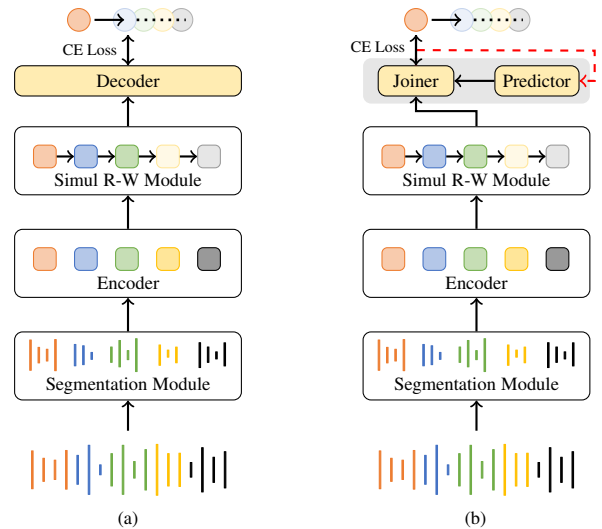 CE Loss
Decoder
Simul R-W Module
Encoder
Segmentation Module
(a)
CE Loss
Joiner
Predictor
Simul R-W Module
Encoder
Segmentation Module
(b)